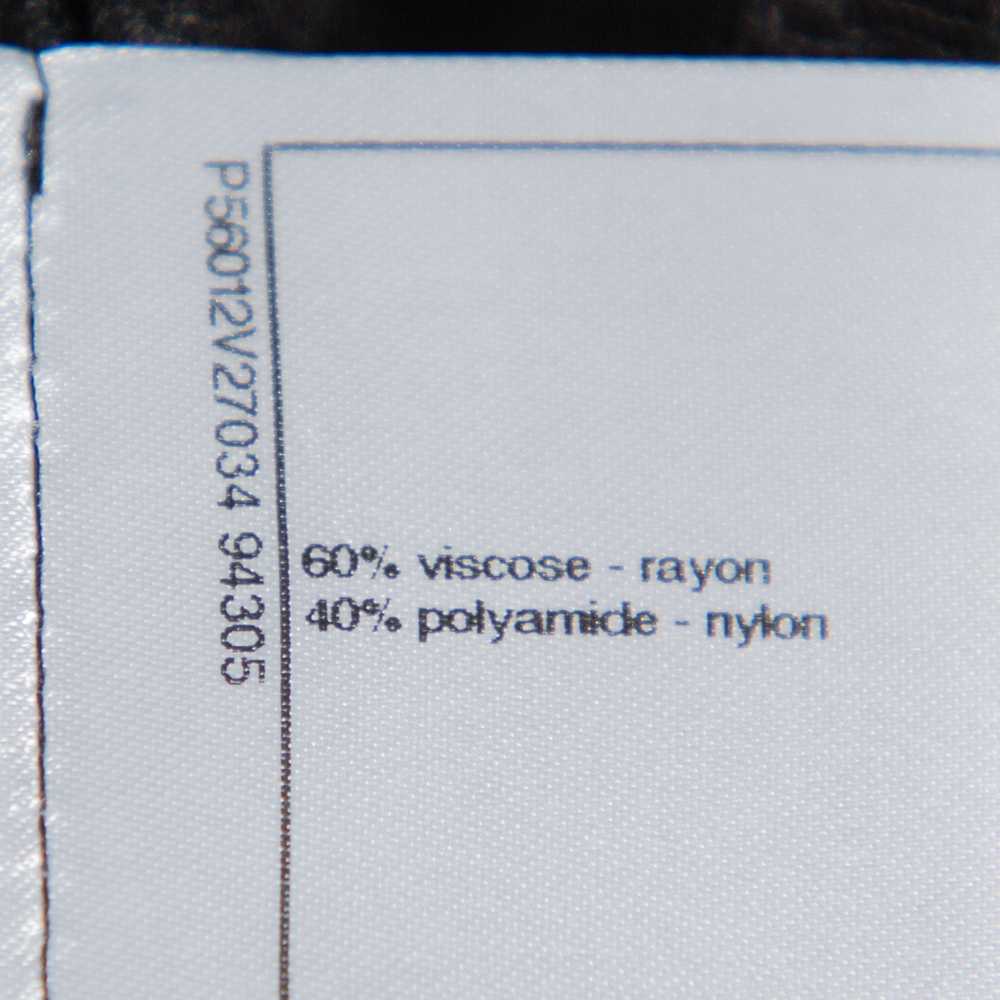 P56012V27034 94305
60% viscose - rayon
40% polyamide - nylon